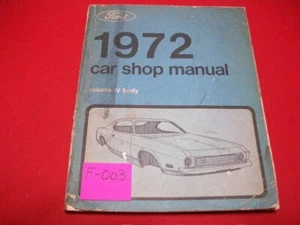 Ford
1972
car shop manual
volume IV body
F-003